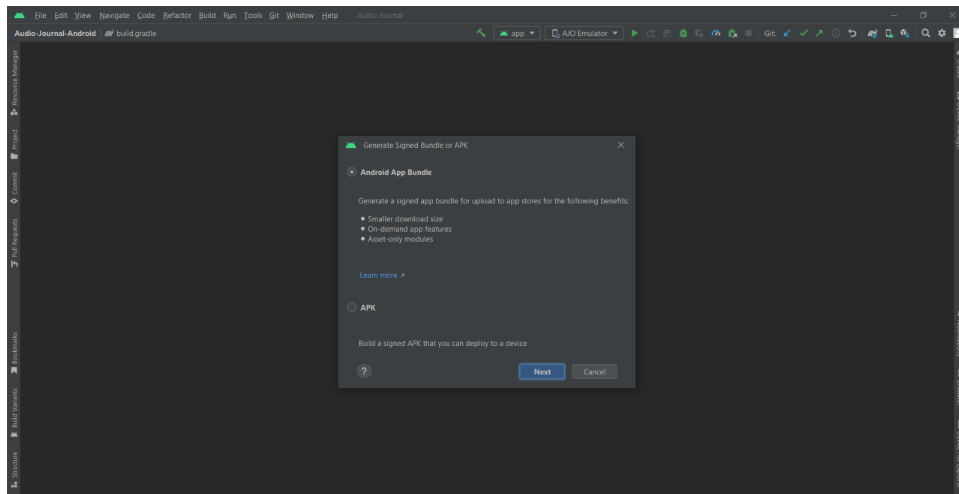 File Edit View Navigate Code Refactor Build Run Tools Git Window Help Audio Journal
Audio-Journal-Android build.gradle app AJO Emulator Git:
Resource Manager
Project
Commit
Pull Requests
Bookmarks
Build Variants
Structure
Generate Signed Bundle or APK
Android App Bundle
Generate a signed app bundle for upload to app stores for the following benefits:
Smaller download size
On-demand app features
Asset-only modules
Learn more
APK
Build a signed APK that you can deploy to a device
? Next Cancel